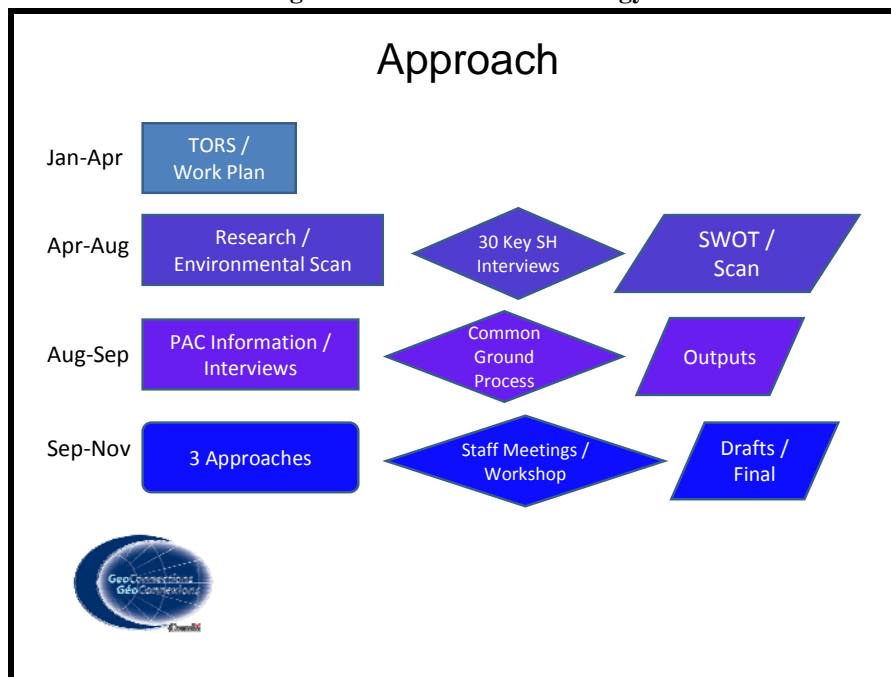 Approach
Jan-Apr
TORS /
Work Plan
Apr-Aug
Research /
Environmental Scan
30 Key SH
Interviews
SWOT /
Scan
Aug-Sep
PAC Information /
Interviews
Common
Ground
Process
Outputs
Sep-Nov
3 Approaches
Staff Meetings /
Workshop
Drafts /
Final
GeoConnections
GéoConnexions
Canada